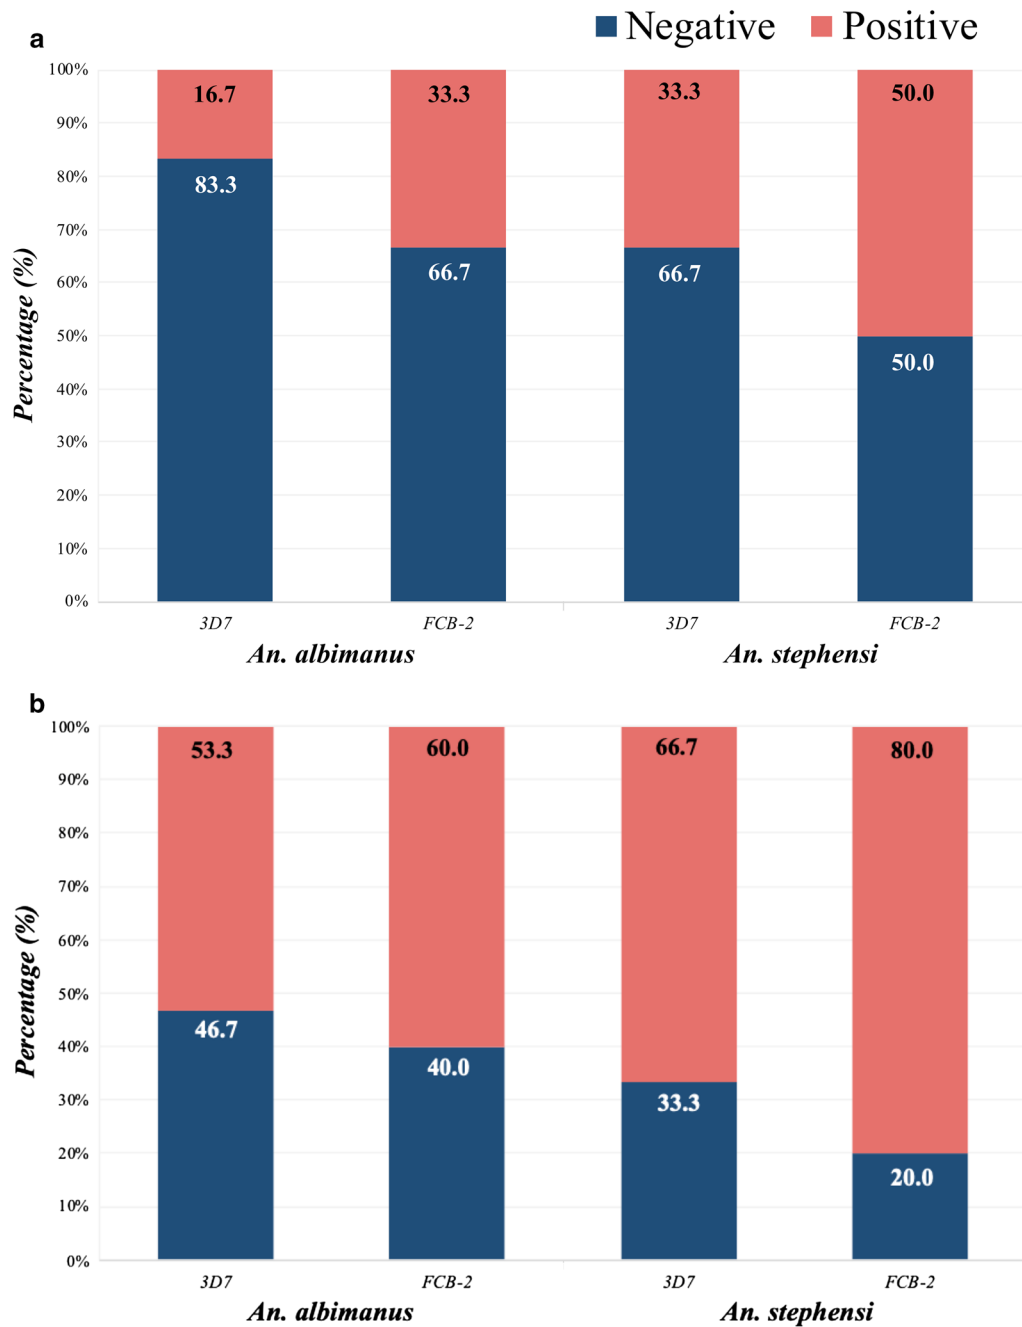 Negative Positive
a
100%
16.7 33.3 33.3 50.0
90%
83.3
80%
70%
66.7 66.7
60%
50%
50.0
40%
30%
20%
10%
0%
Percentage (%)
3D7 FCB-2 3D7 FCB-2
An. albimanus An. stephensi
b
100%
53.3 60.0 66.7 80.0
90%
80%
70%
60%
50%
46.7
40%
40.0
33.3
30%
20%
20.0
10%
0%
Percentage (%)
3D7 FCB-2 3D7 FCB-2
An. albimanus An. stephensi